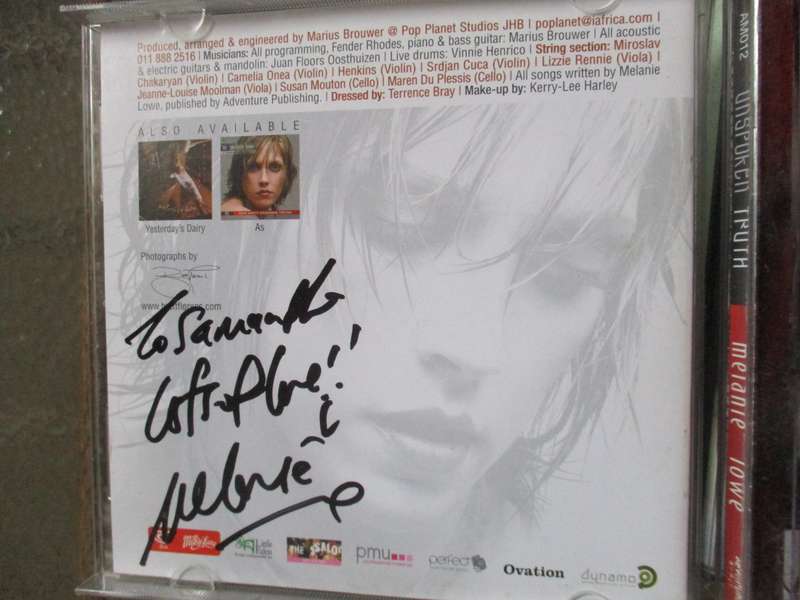 Produced, arranged & engineered by Marius Brouwer @ Pop Planet Studios JHB | poplanet@iafrica.com |
011 888 2516 | Musicians: All programming, Fender Rhodes, piano & bass guitar: Marius Brouwer | All acoustic
& electric guitars & mandolin: Juan Floors Oosthuizen | Live drums: Vinnie Henrico | String section: Miroslav
Chakaryan (Violin) | Camelia Onea (Violin) | Henkins (Violin) | Srdjan Cuca (Violin) | Lizzie Rennie (Viola) |
Jeanne-Louise Moolman (Viola) | Susan Mouton (Cello) | Maren Du Plessis (Cello) | All songs written by Melanie
Lowe, published by Adventure Publishing. | Dressed by: Terrence Bray | Make-up by: Kerry-Lee Harley
ALSO AVAILABLE
Yesterday's Dairy
As
Photographs by
To Samantha
Lots of love!!
Melanie
THE SALO
pmu
perfect
Ovation
dynamo
AM012
UNSPOKEN TRUTH
melanie lowe